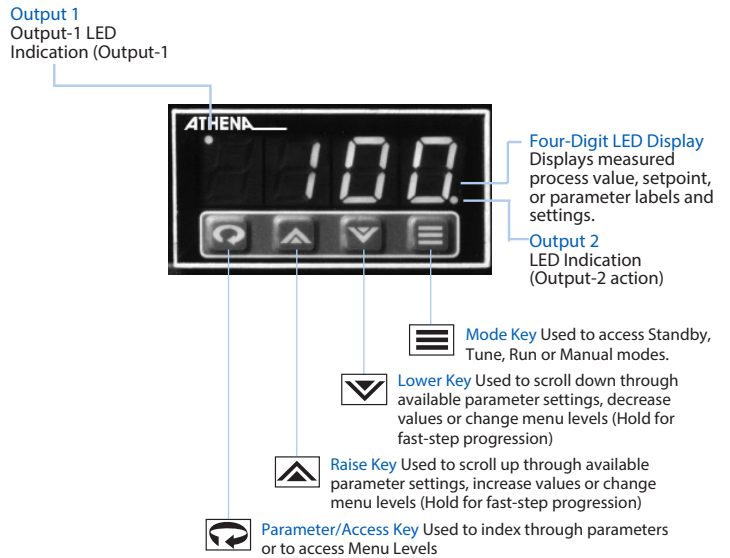 Output 1
Output-1 LED
Indication (Output-1
ATHENA
100.
Four-Digit LED Display
Displays measured
process value, setpoint,
or parameter labels and
settings.
Output 2
LED Indication
(Output-2 action)
Mode Key Used to access Standby,
Tune, Run or Manual modes.
Lower Key Used to scroll down through
available parameter settings, decrease
values or change menu levels (Hold for
fast-step progression)
Raise Key Used to scroll up through available
parameter settings, increase values or change
menu levels (Hold for fast-step progression)
Parameter/Access Key Used to index through parameters
or to access Menu Levels